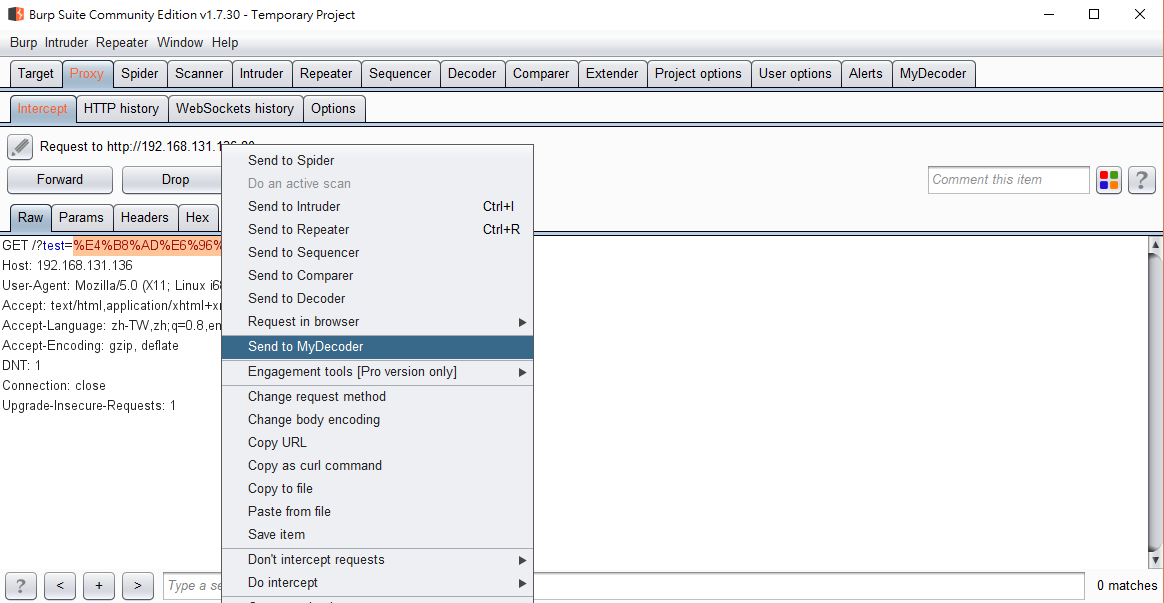 Burp Suite Community Edition v1.7.30 - Temporary Project
Burp Intruder Repeater Window Help
Target Proxy Spider Scanner Intruder Repeater Sequencer Decoder Comparer Extender Project options User options Alerts MyDecoder
Intercept HTTP history WebSockets history Options
Request to http://192.168.131.136:80
Forward Drop
Comment this item
?
Raw Params Headers Hex
GET /?test=%E4%B8%AD%E6%96%
Host: 192.168.131.136
User-Agent: Mozilla/5.0 (X11; Linux i68
Accept: text/html,application/xhtml+x
Accept-Language: zh-TW,zh;q=0.8,en
Accept-Encoding: gzip, deflate
DNT: 1
Connection: close
Upgrade-Insecure-Requests: 1
Send to Spider
Do an active scan
Send to Intruder Ctrl+I
Send to Repeater Ctrl+R
Send to Sequencer
Send to Comparer
Send to Decoder
Request in browser
Send to MyDecoder
Engagement tools [Pro version only]
Change request method
Change body encoding
Copy URL
Copy as curl command
Copy to file
Paste from file
Save item
Don't intercept requests
Do intercept
? < + > Type a se
0 matches